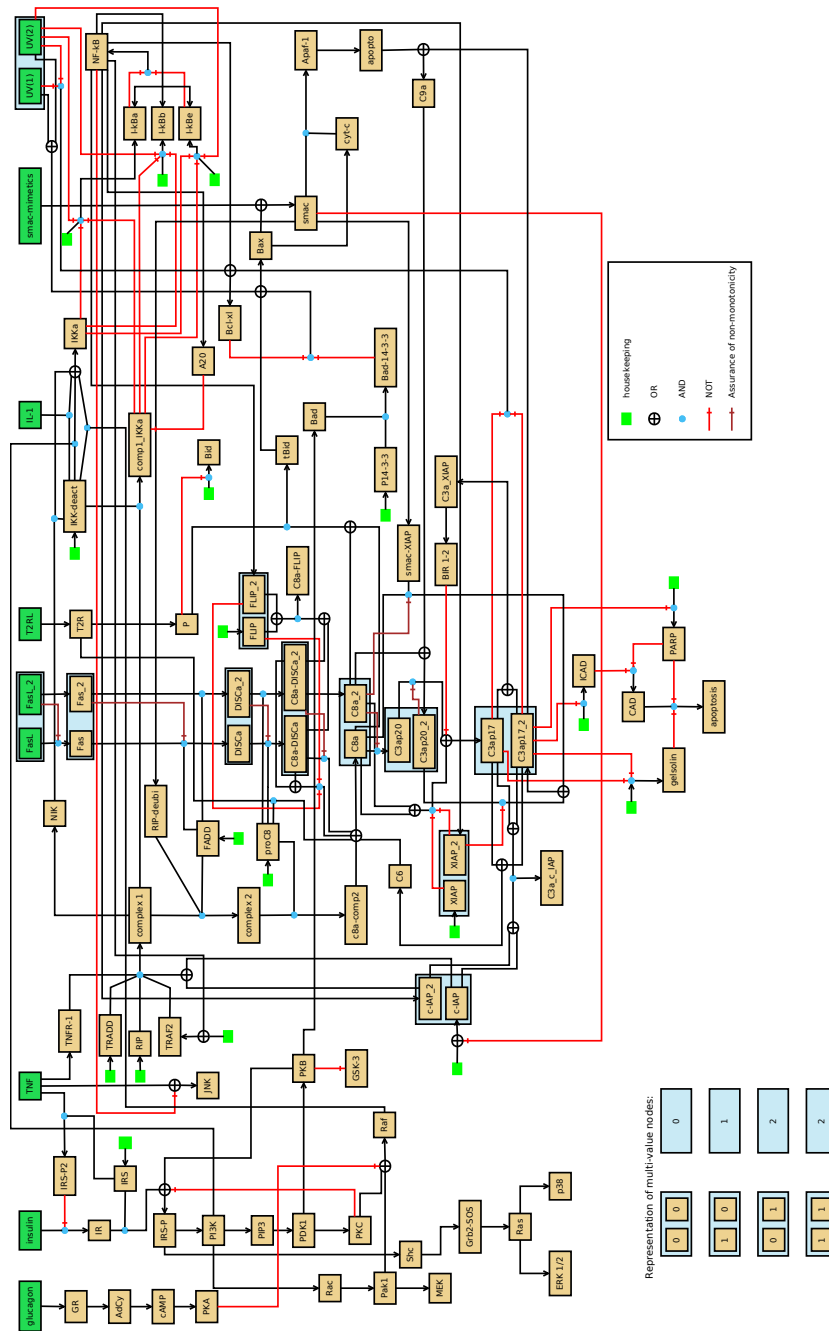 glucagon
insulin
TNF
FasL
FasL_2
T2RL
IL-1
smac-mimetics
UV(1)
UV(2)
GR
IRS-P2
TNFR-1
NIK
Fas
Fas_2
T2R
IKK-deact
IKKa
NF-kB
AdCy
IR
IRS
TRADD
RIP
TRAF2
complex 1
comp1_IKKa
I-kBa
I-kBb
I-kBe
cAMP
PKA
IRS-P
JNK
RIP-deubi
FADD
P
Bid
A20
PI3K
complex 2
DISCa
DISCa_2
FLIP
FLIP_2
Bcl-xl
Bax
PIP3
proC8
C8a-DISCa
C8a-DISCa_2
C8a-FLIP
tBid
smac
Apaf-1
Rac
PDK1
PKB
PKC
GSK-3
c8a-comp2
C8a
C8a_2
Bad
cyt-c
apopto
Pak1
Raf
C6
C3ap20
C3ap20_2
P14-3-3
Bad-14-3-3
smac-XIAP
C9a
MEK
Shc
c-IAP_2
c-IAP
XIAP
XIAP_2
BIR 1-2
C3a_XIAP
Grb2-SOS
C3ap17
C3ap17_2
Ras
ERK 1/2
p38
C3a_c_IAP
ICAD
CAD
gelsolin
PARP
apoptosis
housekeeping
OR
AND
NOT
Assurance of non-monotonicity
Representation of multi-value nodes:
0
0
0
1
0
1
0
1
2
1
1
2